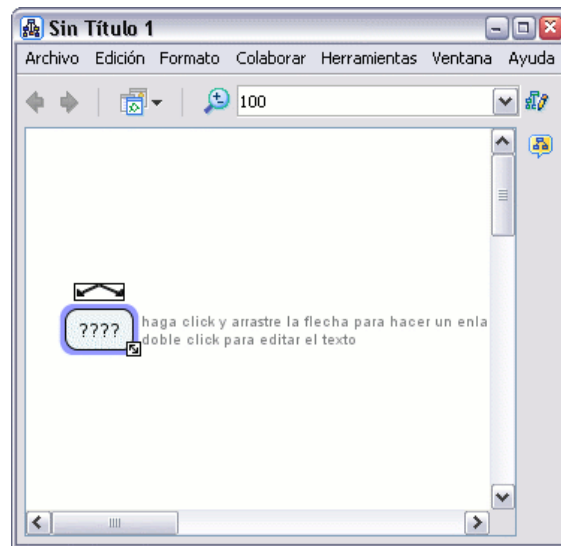 Sin Título 1
Archivo Edición Formato Colaborar Herramientas Ventana Ayuda
100
haga click y arrastre la flecha para hacer un enla
????
doble click para editar el texto